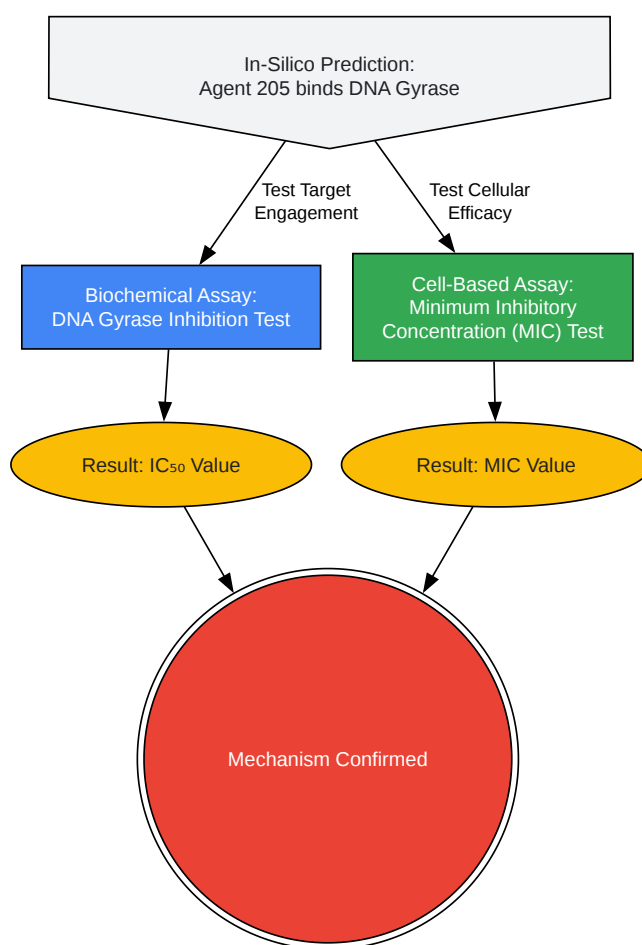 In-Silico Prediction:
Agent 205 binds DNA Gyrase
Test Target
Engagement
Test Cellular
Efficacy
Biochemical Assay:
DNA Gyrase Inhibition Test
Cell-Based Assay:
Minimum Inhibitory
Concentration (MIC) Test
Result: IC₅₀ Value
Result: MIC Value
Mechanism Confirmed